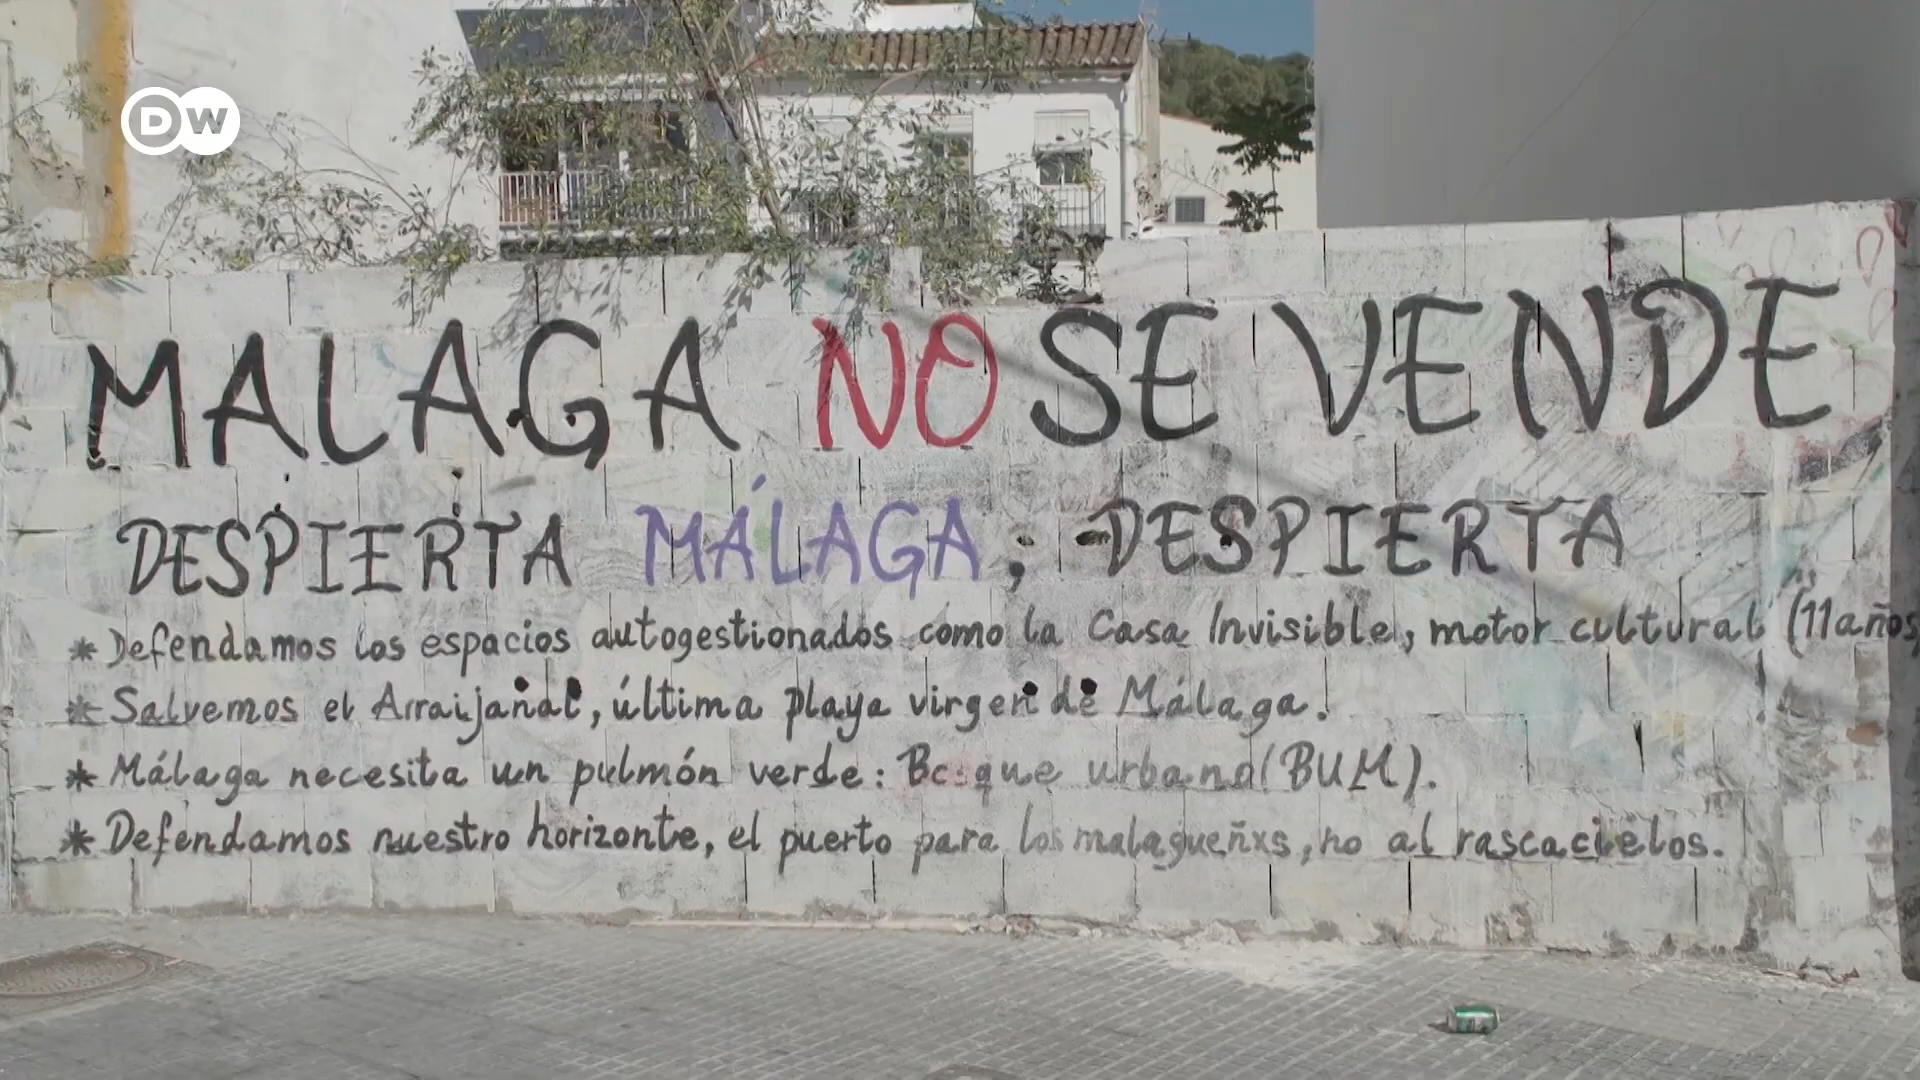 DW
MALAGA NO SE VENDE
DESPIERTA MÁLAGA; DESPIERTA
* Defendamos los espacios autogestionados como la Casa Invisible, motor cultural (11 años
* Salvemos el Arraijanal, última playa virgen de Málaga.
* Málaga necesita un pulmón verde: Bosque urbano (BUM).
* Defendamos nuestro horizonte, el puerto para los malagueñxs, no al rascacielos.